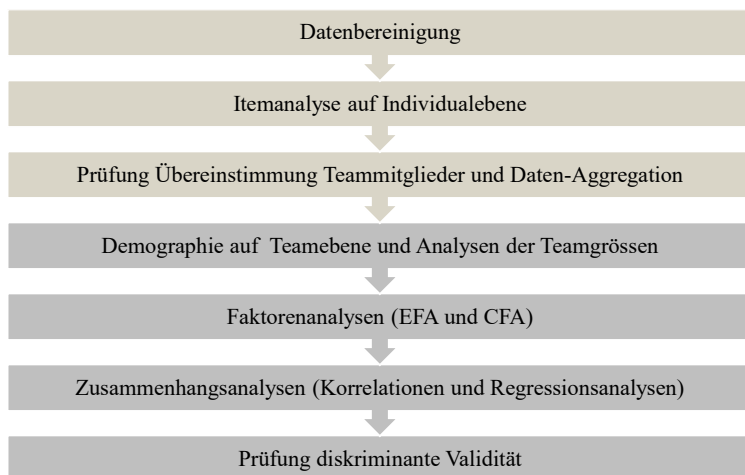 Datenbereinigung
Itemanalyse auf Individualebene
Prüfung Übereinstimmung Teammitglieder und Daten-Aggregation
Demographie auf Teamebene und Analysen der Teamgrössen
Faktorenanalysen (EFA und CFA)
Zusammenhangsanalysen (Korrelationen und Regressionsanalysen)
Prüfung diskriminante Validität